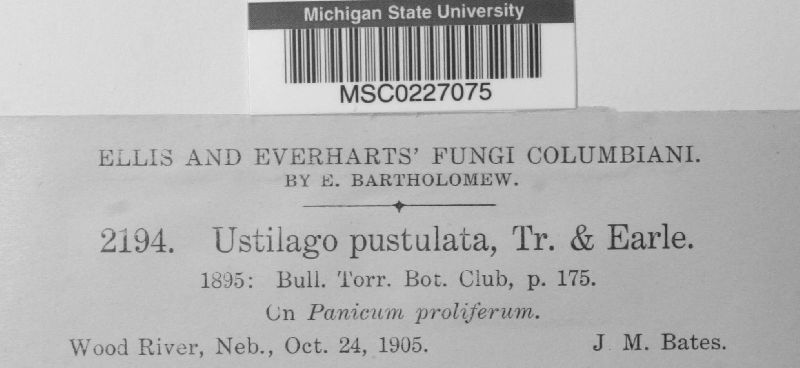 Michigan State University
MSC0227075
ELLIS AND EVERHARTS' FUNGI COLUMBIANI.
BY E. BARTHOLOMEW.
2194. Ustilago pustulata, Tr. & Earle.
1895: Bull. Torr. Bot. Club, p. 175.
On Panicum proliferum.
Wood River, Neb., Oct. 24, 1905. J. M. Bates.